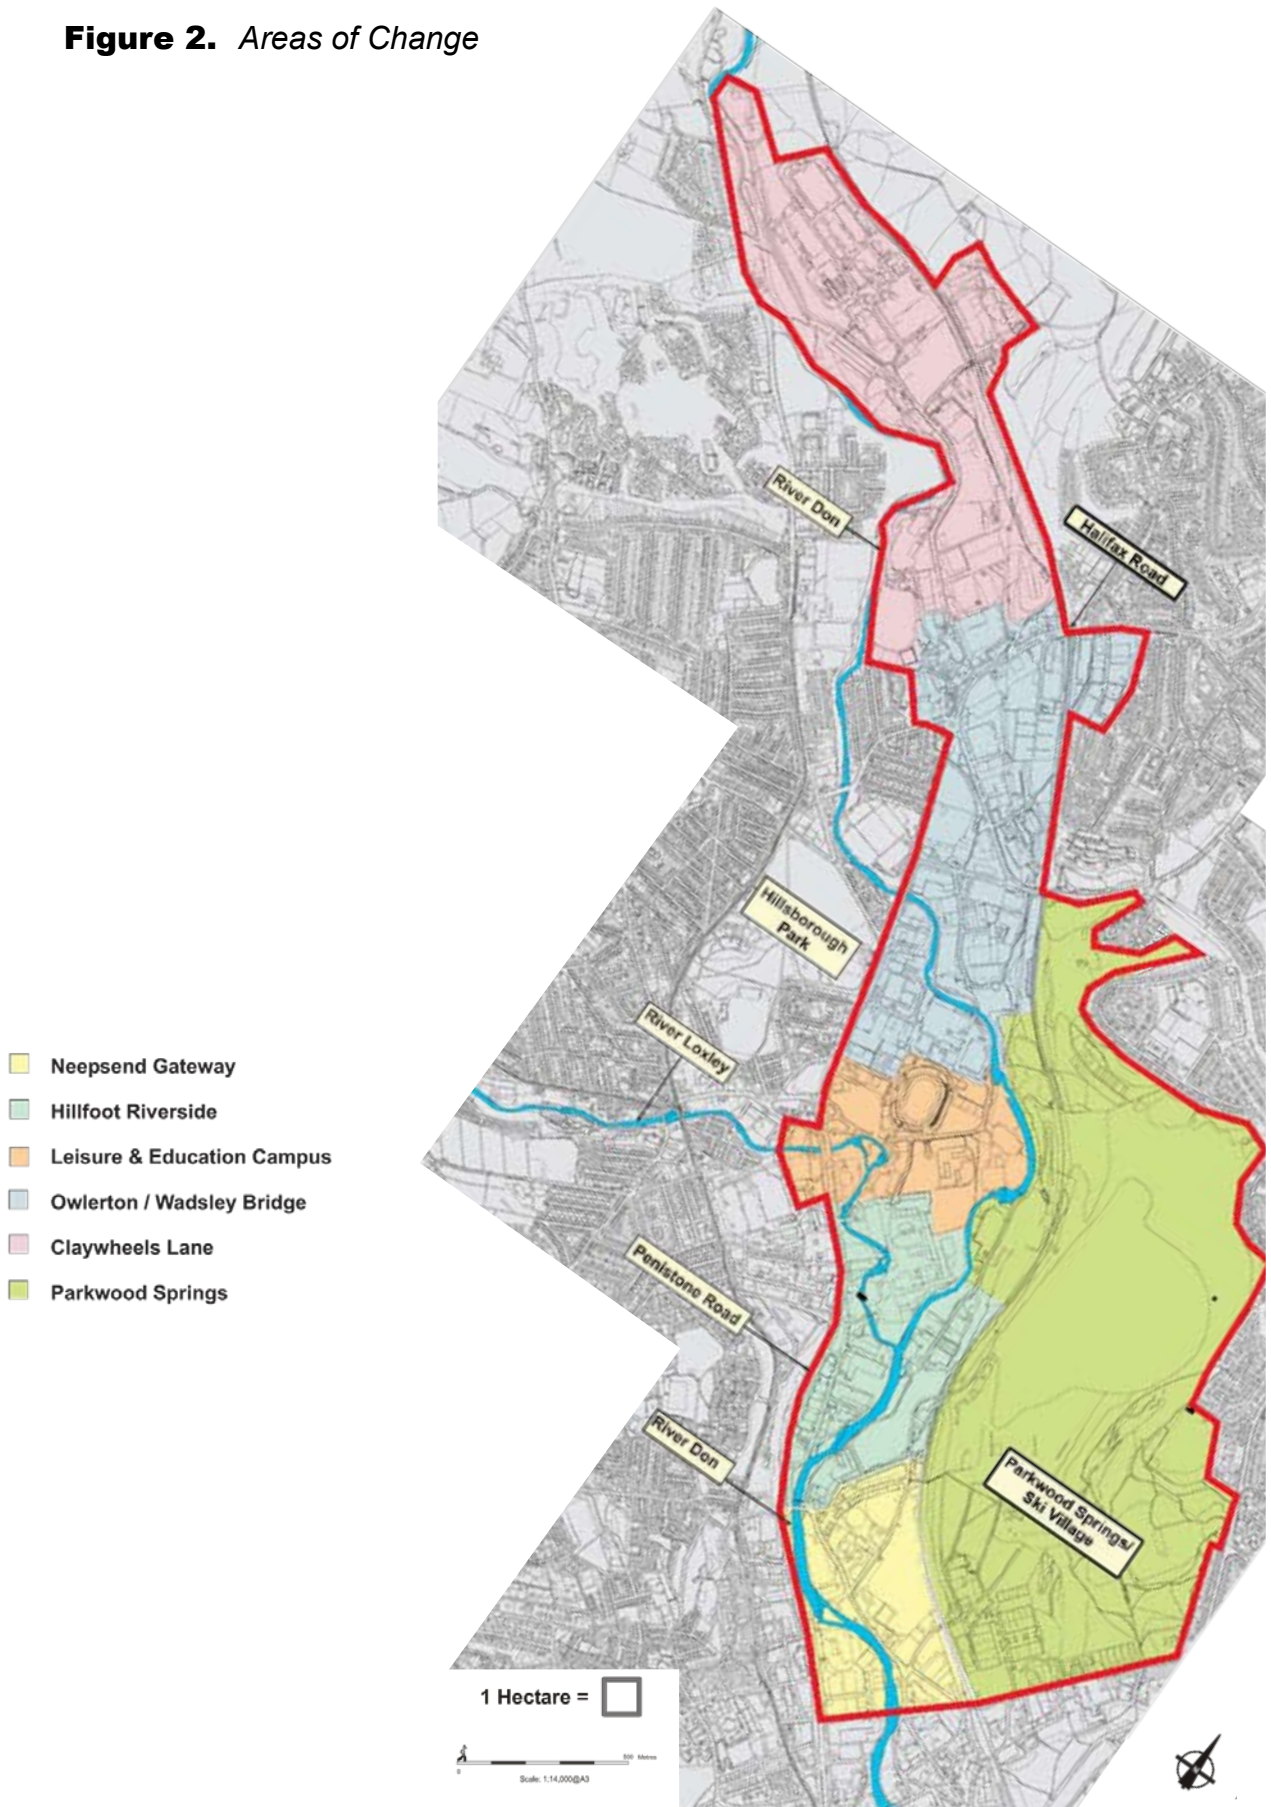 Figure 2. Areas of Change
River Don
Halifax Road
Hillsborough
Park
River Loxley
Neepsend Gateway
Hillfoot Riverside
Leisure & Education Campus
Owlerton / Wadsley Bridge
Claywheels Lane
Parkwood Springs
Penistone Road
River Don
Parkwood Springs/
Ski Village
1 Hectare =
0
500 Metres
Scale: 1:14,000@A3